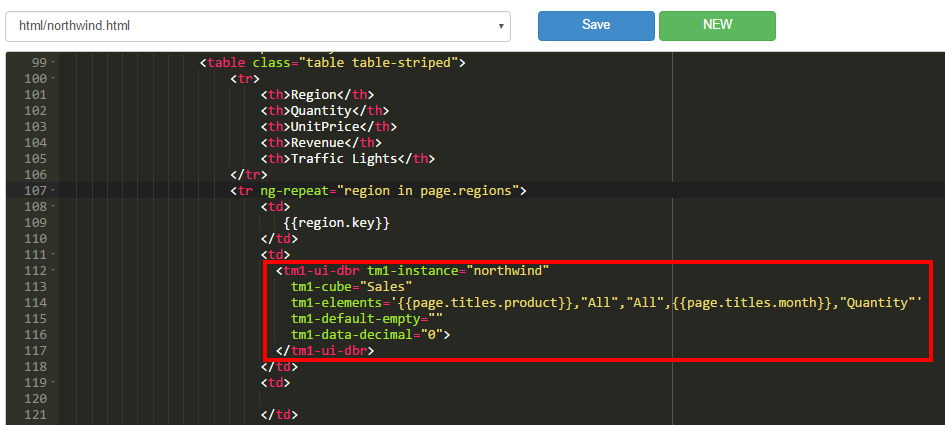 html/northwind.html
Save
NEW
99 <table class="table table-striped">
100 <tr>
101 <th>Region</th>
102 <th>Quantity</th>
103 <th>UnitPrice</th>
104 <th>Revenue</th>
105 <th>Traffic Lights</th>
106 </tr>
107 <tr ng-repeat="region in page.regions">
108 <td>
109 {{region.key}}
110 </td>
111 <td>
112 <tm1-ui-dbr tm1-instance="northwind"
113 tm1-cube="Sales"
114 tm1-elements='{{page.titles.product}},"All","All",{{page.titles.month}},"Quantity"'
115 tm1-default-empty=""
116 tm1-data-decimal="0">
117 </tm1-ui-dbr>
118 </td>
119 <td>
120
121 </td>